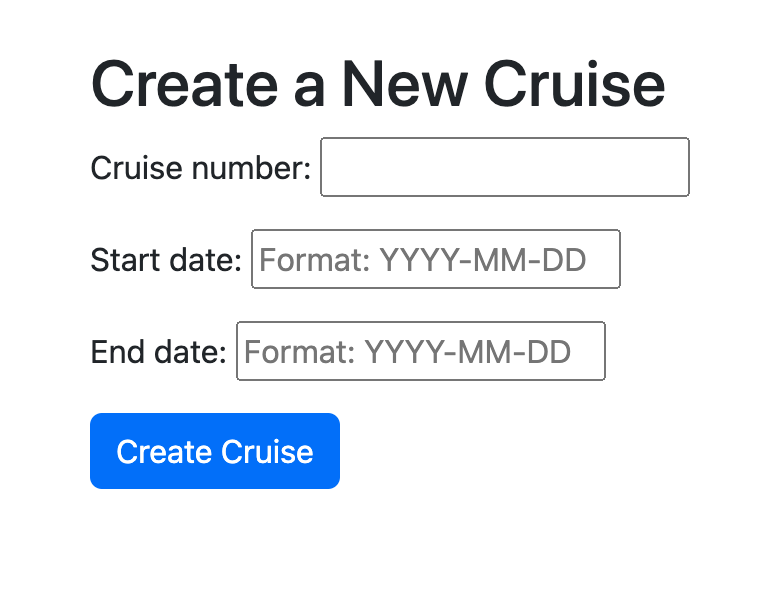 Create a New Cruise
Cruise number:
Start date: Format: YYYY-MM-DD
End date: Format: YYYY-MM-DD
Create Cruise